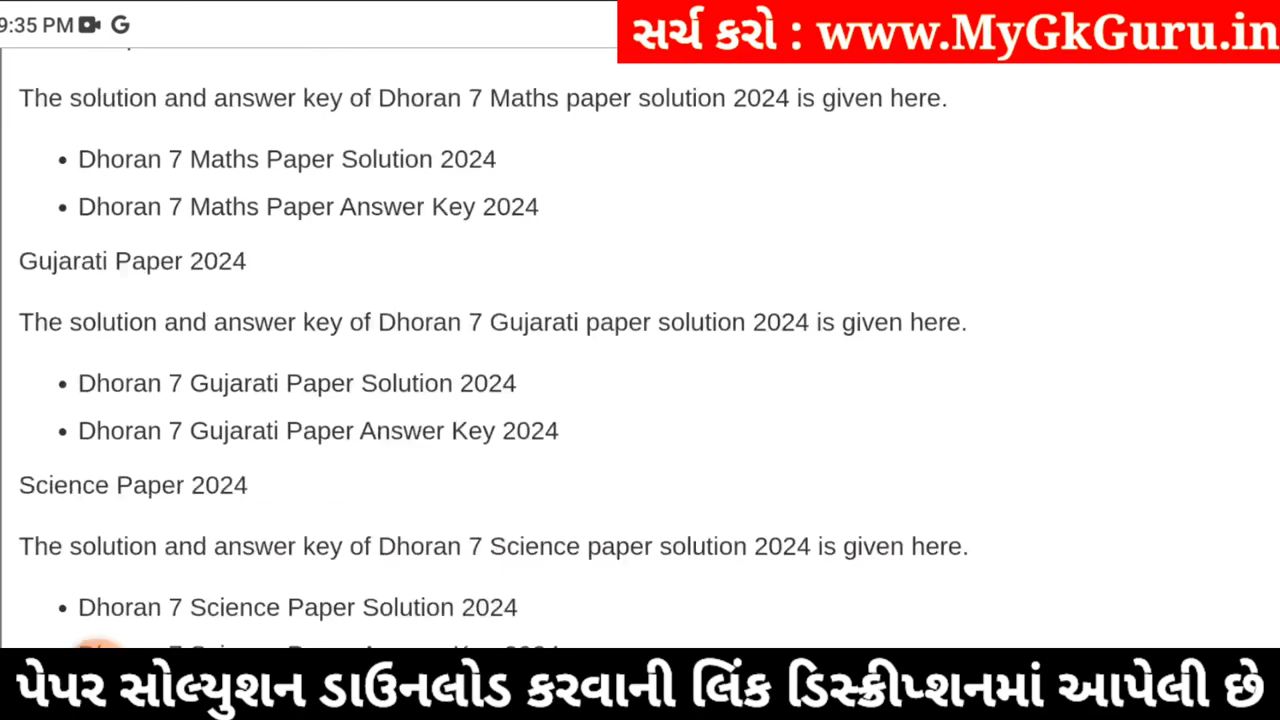 9:35 PM
સર્ચ કરો : www.MyGkGuru.in
The solution and answer key of Dhoran 7 Maths paper solution 2024 is given here.
• Dhoran 7 Maths Paper Solution 2024
• Dhoran 7 Maths Paper Answer Key 2024
Gujarati Paper 2024
The solution and answer key of Dhoran 7 Gujarati paper solution 2024 is given here.
• Dhoran 7 Gujarati Paper Solution 2024
• Dhoran 7 Gujarati Paper Answer Key 2024
Science Paper 2024
The solution and answer key of Dhoran 7 Science paper solution 2024 is given here.
• Dhoran 7 Science Paper Solution 2024
પેપર સોલ્યુશન ડાઉનલોડ કરવાની લિંક ડિસ્ક્રીપ્શનમાં આપેલી છે